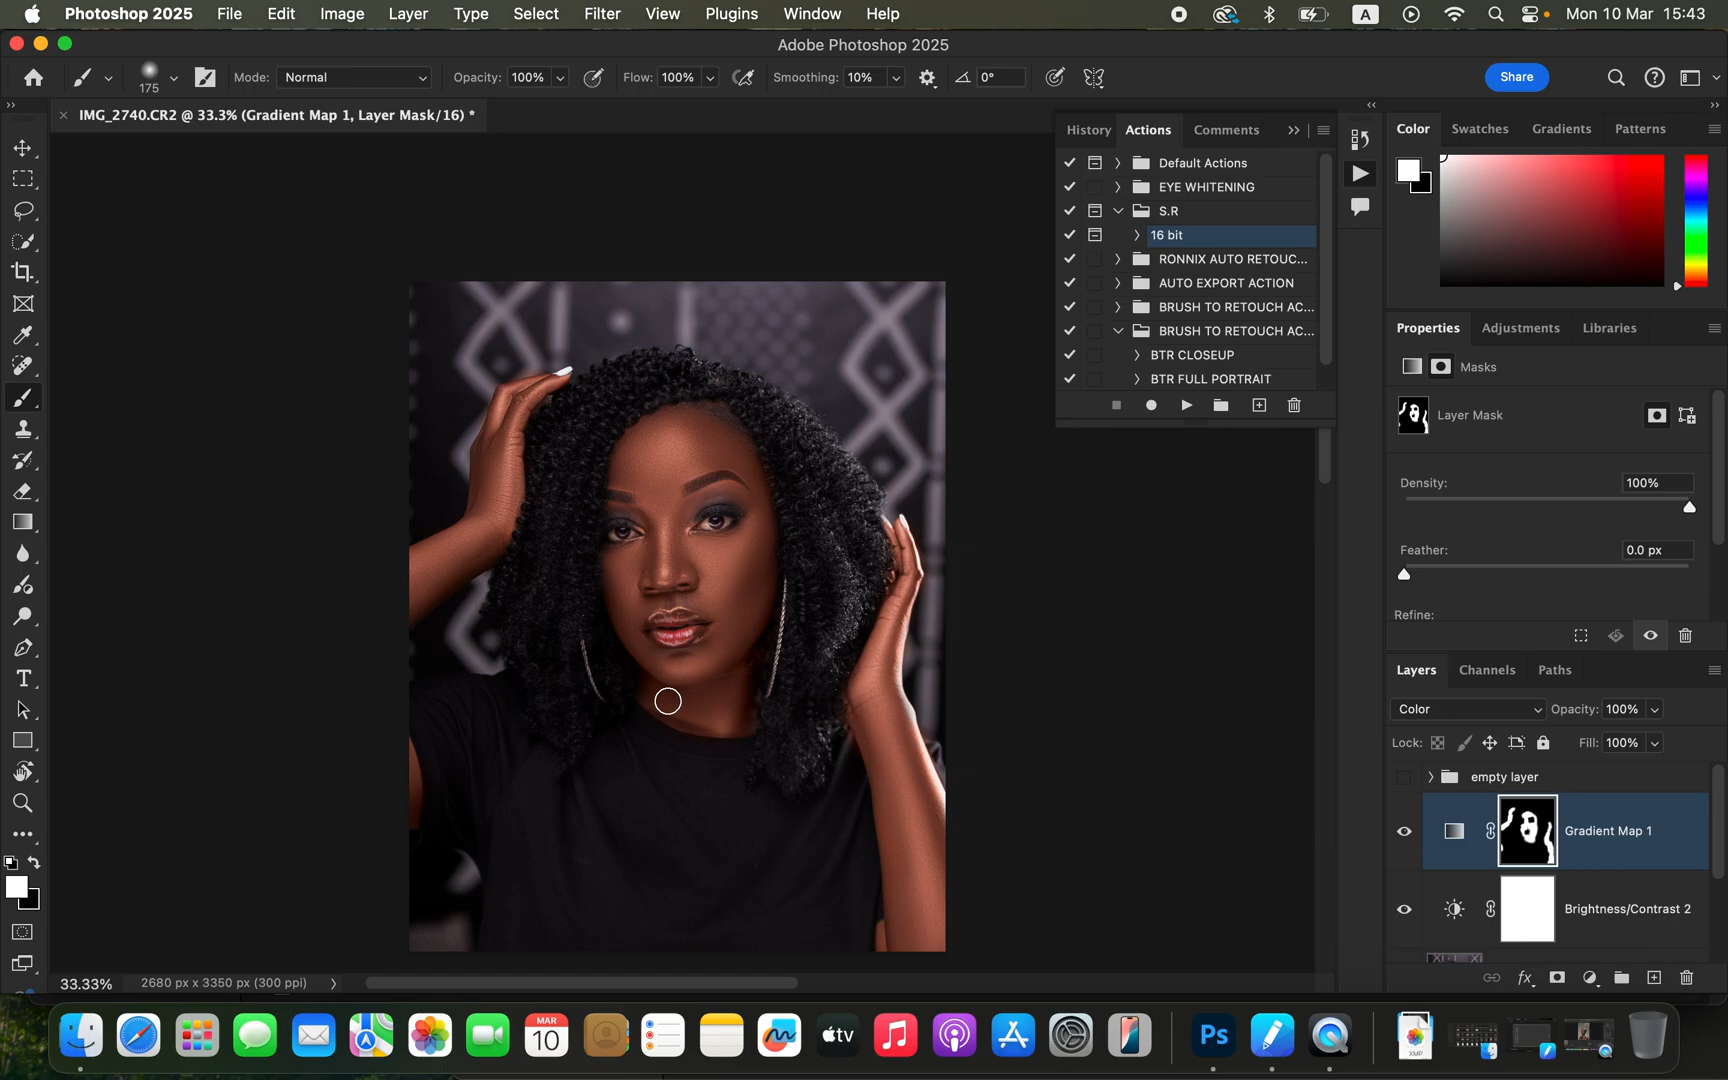 Photoshop 2025 File Edit Image Layer Type Select Filter View Plugins Window Help A Mon 10 Mar 15:43
Adobe Photoshop 2025
175 Mode: Normal Opacity: 100% Flow: 100% Smoothing: 10% 0° Share
IMG_2740.CR2 @ 33.3% (Gradient Map 1, Layer Mask/16) *
History Actions Comments
Default Actions
EYE WHITENING
S.R
16 bit
RONNIX AUTO RETOUC...
AUTO EXPORT ACTION
BRUSH TO RETOUCH AC...
BRUSH TO RETOUCH AC...
BTR CLOSEUP
BTR FULL PORTRAIT
Color Swatches Gradients Patterns
Properties Adjustments Libraries
Masks
Layer Mask
Density: 100%
Feather: 0.0 px
Refine:
Layers Channels Paths
Color Opacity: 100%
Lock: Fill: 100%
empty layer
Gradient Map 1
Brightness/Contrast 2
fx
33.33% 2680 px x 3350 px (300 ppi)
MAR
10
tv
Ps
XMP